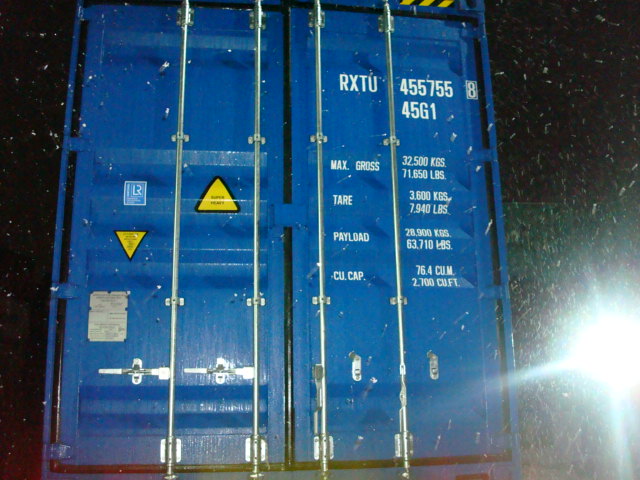 RXTU 455755 8
45G1
MAX. GROSS 32.500 KGS.
71.650 LBS.
TARE 3.600 KGS.
7.940 LBS.
PAYLOAD 28.900 KGS.
63.710 LBS.
CU. CAP. 76.4 CU.M.
2.700 CU.FT.
LR
SUPER
HEAVY